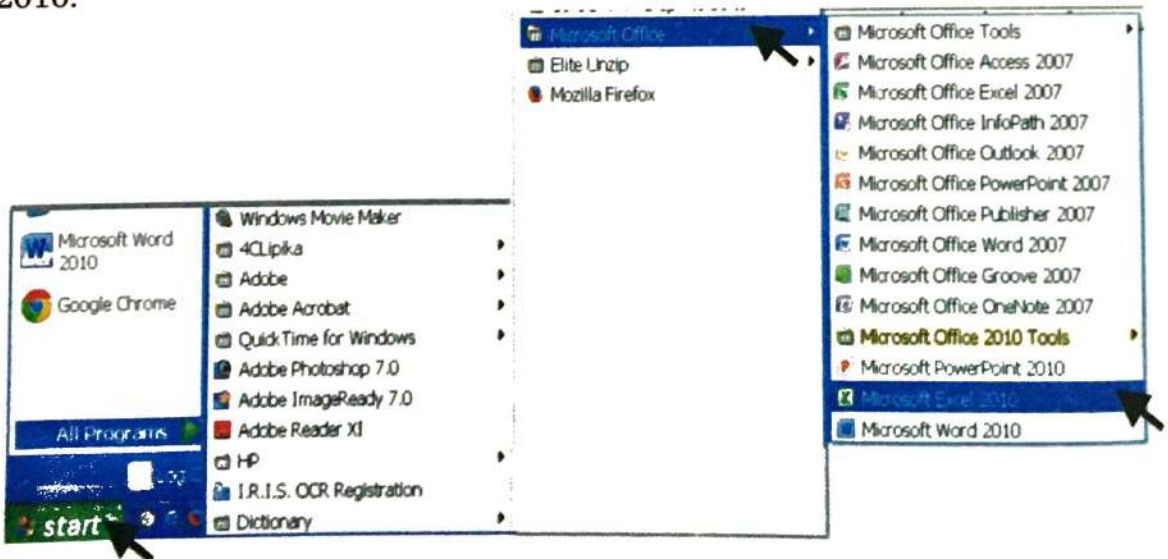 2010.
Microsoft Word
2010
Google Chrome
All Programs
start
Windows Movie Maker
4CLipika
Adobe
Adobe Acrobat
QuickTime for Windows
Adobe Photoshop 7.0
Adobe ImageReady 7.0
Adobe Reader XI
HP
I.R.I.S. OCR Registration
Dictionary
Microsoft Office
Elite Unzip
Mozilla Firefox
Microsoft Office Tools
Microsoft Office Access 2007
Microsoft Office Excel 2007
Microsoft Office InfoPath 2007
Microsoft Office Outlook 2007
Microsoft Office PowerPoint 2007
Microsoft Office Publisher 2007
Microsoft Office Word 2007
Microsoft Office Groove 2007
Microsoft Office OneNote 2007
Microsoft Office 2010 Tools
Microsoft PowerPoint 2010
Microsoft Excel 2010
Microsoft Word 2010